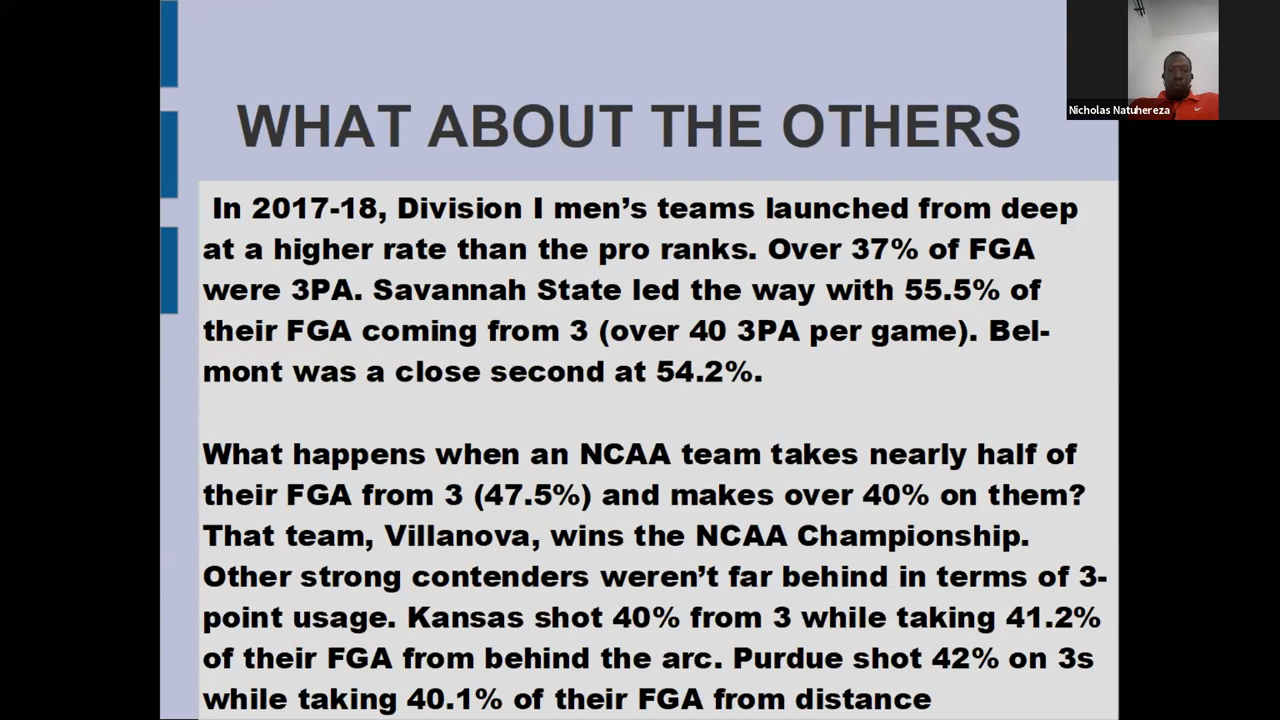 WHAT ABOUT THE OTHERS
Nicholas Natuhereza
In 2017-18, Division I men’s teams launched from deep
at a higher rate than the pro ranks. Over 37% of FGA
were 3PA. Savannah State led the way with 55.5% of
their FGA coming from 3 (over 40 3PA per game). Bel-
mont was a close second at 54.2%.
What happens when an NCAA team takes nearly half of
their FGA from 3 (47.5%) and makes over 40% on them?
That team, Villanova, wins the NCAA Championship.
Other strong contenders weren’t far behind in terms of 3-
point usage. Kansas shot 40% from 3 while taking 41.2%
of their FGA from behind the arc. Purdue shot 42% on 3s
while taking 40.1% of their FGA from distance